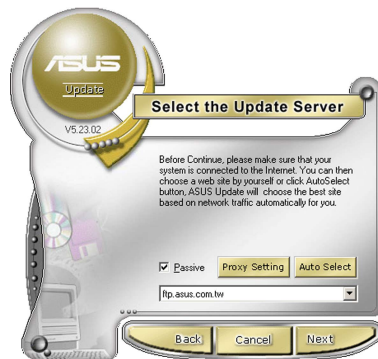 ASUS
Update
V5.23.02
Select the Update Server
Before Continue, please make sure that your
system is connected to the Internet. You can then
choose a web site by yourself or click AutoSelect
button, ASUS Update will choose the best site
based on network traffic automatically for you.
Passive
Proxy Setting
Auto Select
ftp.asus.com.tw
Back
Cancel
Next